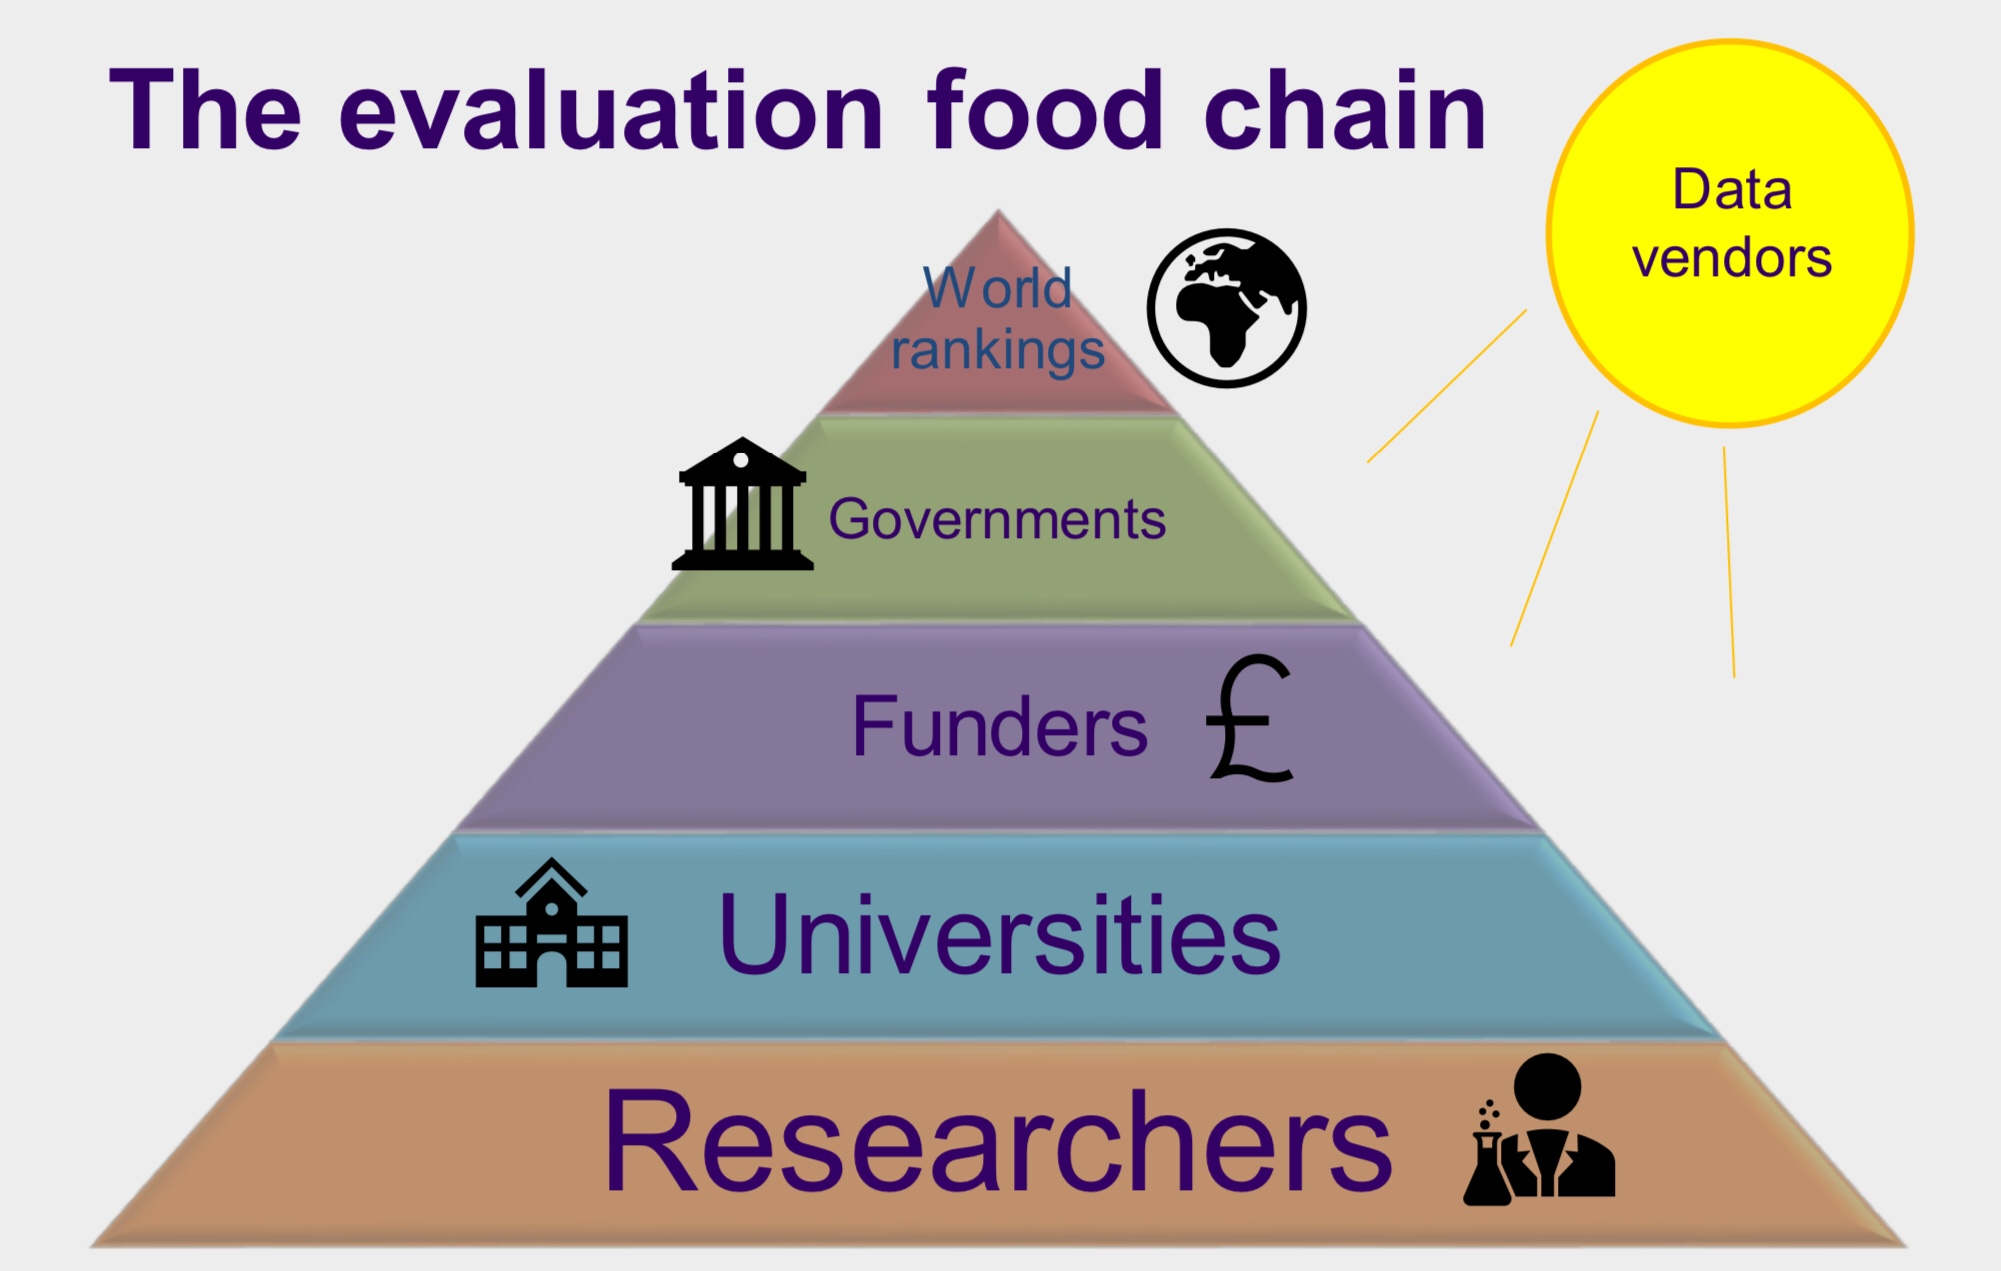 The evaluation food chain
Data
vendors
World
rankings
Governments
Funders £
Universities
Researchers